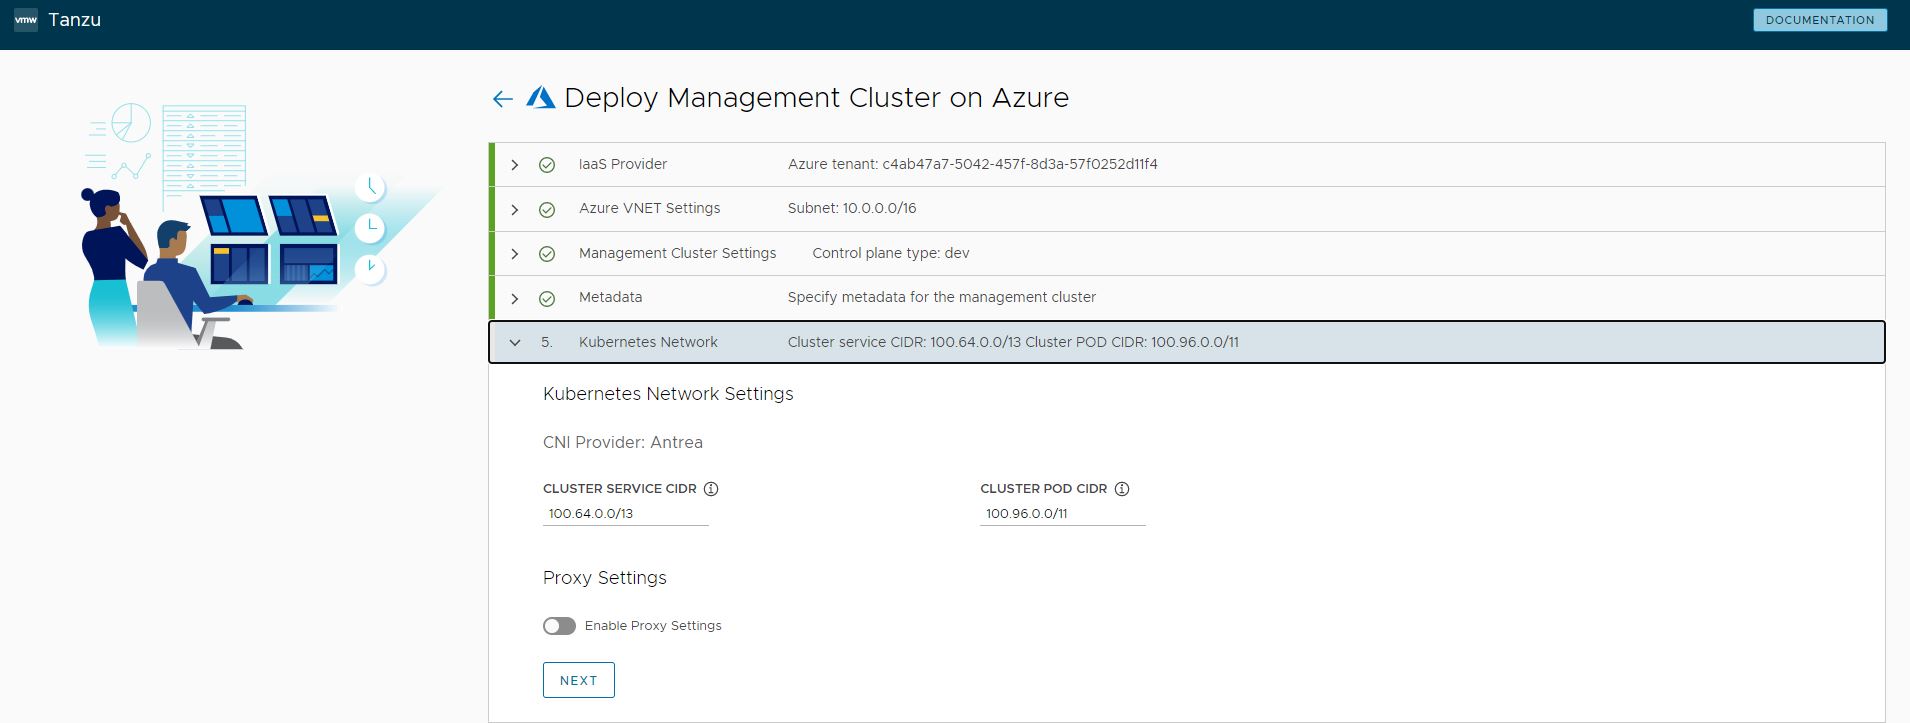 vmw Tanzu DOCUMENTATION
Deploy Management Cluster on Azure
IaaS Provider Azure tenant: c4ab47a7-5042-457f-8d3a-57f0252d11f4
Azure VNET Settings Subnet: 10.0.0.0/16
Management Cluster Settings Control plane type: dev
Metadata Specify metadata for the management cluster
5. Kubernetes Network Cluster service CIDR: 100.64.0.0/13 Cluster POD CIDR: 100.96.0.0/11
Kubernetes Network Settings
CNI Provider: Antrea
CLUSTER SERVICE CIDR CLUSTER POD CIDR
100.64.0.0/13 100.96.0.0/11
Proxy Settings
Enable Proxy Settings
NEXT